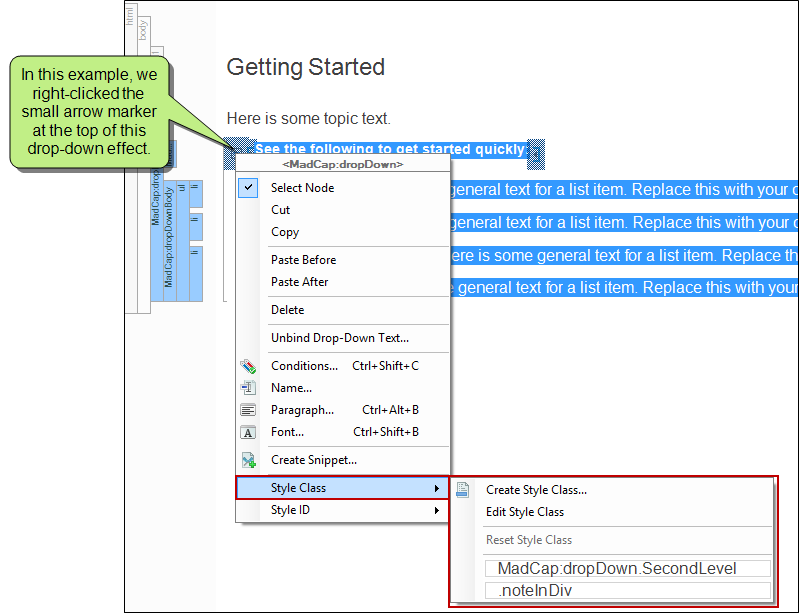 html
body
In this example, we
right-clicked the
small arrow marker
at the top of this
drop-down effect.
Getting Started
Here is some topic text.
See the following to get started quickly:
MadCap:dropDownBody
ul
li
li
li
general text for a list item. Replace this with your
general text for a list item. Replace this with your
ere is some general text for a list item. Replace th
general text for a list item. Replace this with your
<MadCap:dropDown>
Select Node
Cut
Copy
Paste Before
Paste After
Delete
Unbind Drop-Down Text...
Conditions... Ctrl+Shift+C
Name...
Paragraph... Ctrl+Alt+B
Font... Ctrl+Shift+B
Create Snippet...
Style Class
Style ID
Create Style Class...
Edit Style Class
Reset Style Class
MadCap:dropDown.SecondLevel
.noteInDiv